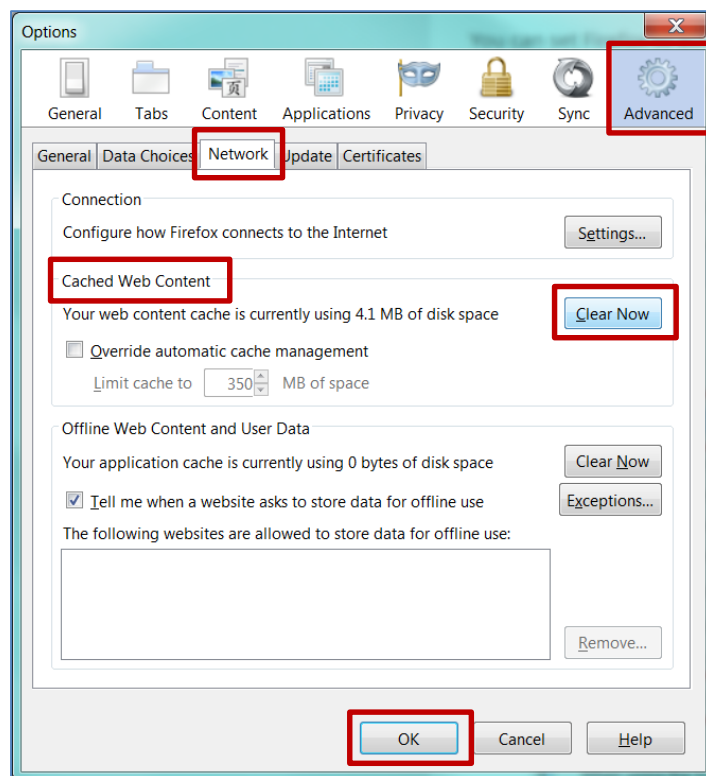 Options
You can set Fi
General Tabs Content Applications Privacy Security Sync Advanced
General Data Choices Network Update Certificates
Connection
Configure how Firefox connects to the Internet Settings...
Cached Web Content
Your web content cache is currently using 4.1 MB of disk space Clear Now
Override automatic cache management
Limit cache to 350 MB of space
Offline Web Content and User Data
Your application cache is currently using 0 bytes of disk space Clear Now
Tell me when a website asks to store data for offline use Exceptions...
The following websites are allowed to store data for offline use:
Remove...
OK Cancel Help